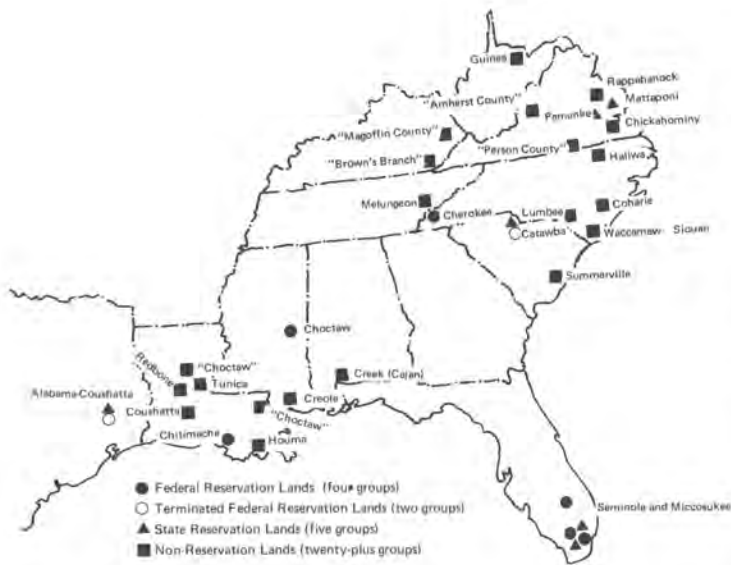 Guines
Rappahanock
"Amherst County"
Mattaponi
Pamunkey
Chickahominy
"Magoffin County"
"Person County"
Haliwa
"Brown's Branch"
Melungeon
Cherokee
Lumbee
Coharie
Catawba
Waccamaw-Siouan
Summerville
Choctaw
Redbone
"Choctaw"
Tunica
Creek (Cajan)
Alabama-Coushatta
Creole
Coushatta
"Choctaw"
Chitimacha
Houma
Federal Reservation Lands (four groups)
Terminated Federal Reservation Lands (two groups)
State Reservation Lands (five groups)
Non-Reservation Lands (twenty-plus groups)
Seminole and Miccosukee